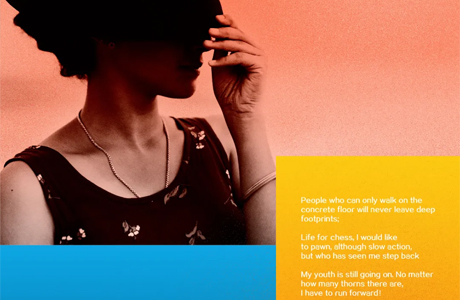 People who can only walk on the
concrete floor will never leave deep
footprints;
Life for chess, I would like
to pawn, although slow action,
but who has seen me step back
My youth is still going on. No matter
how many thorns there are,
I have to run forward!